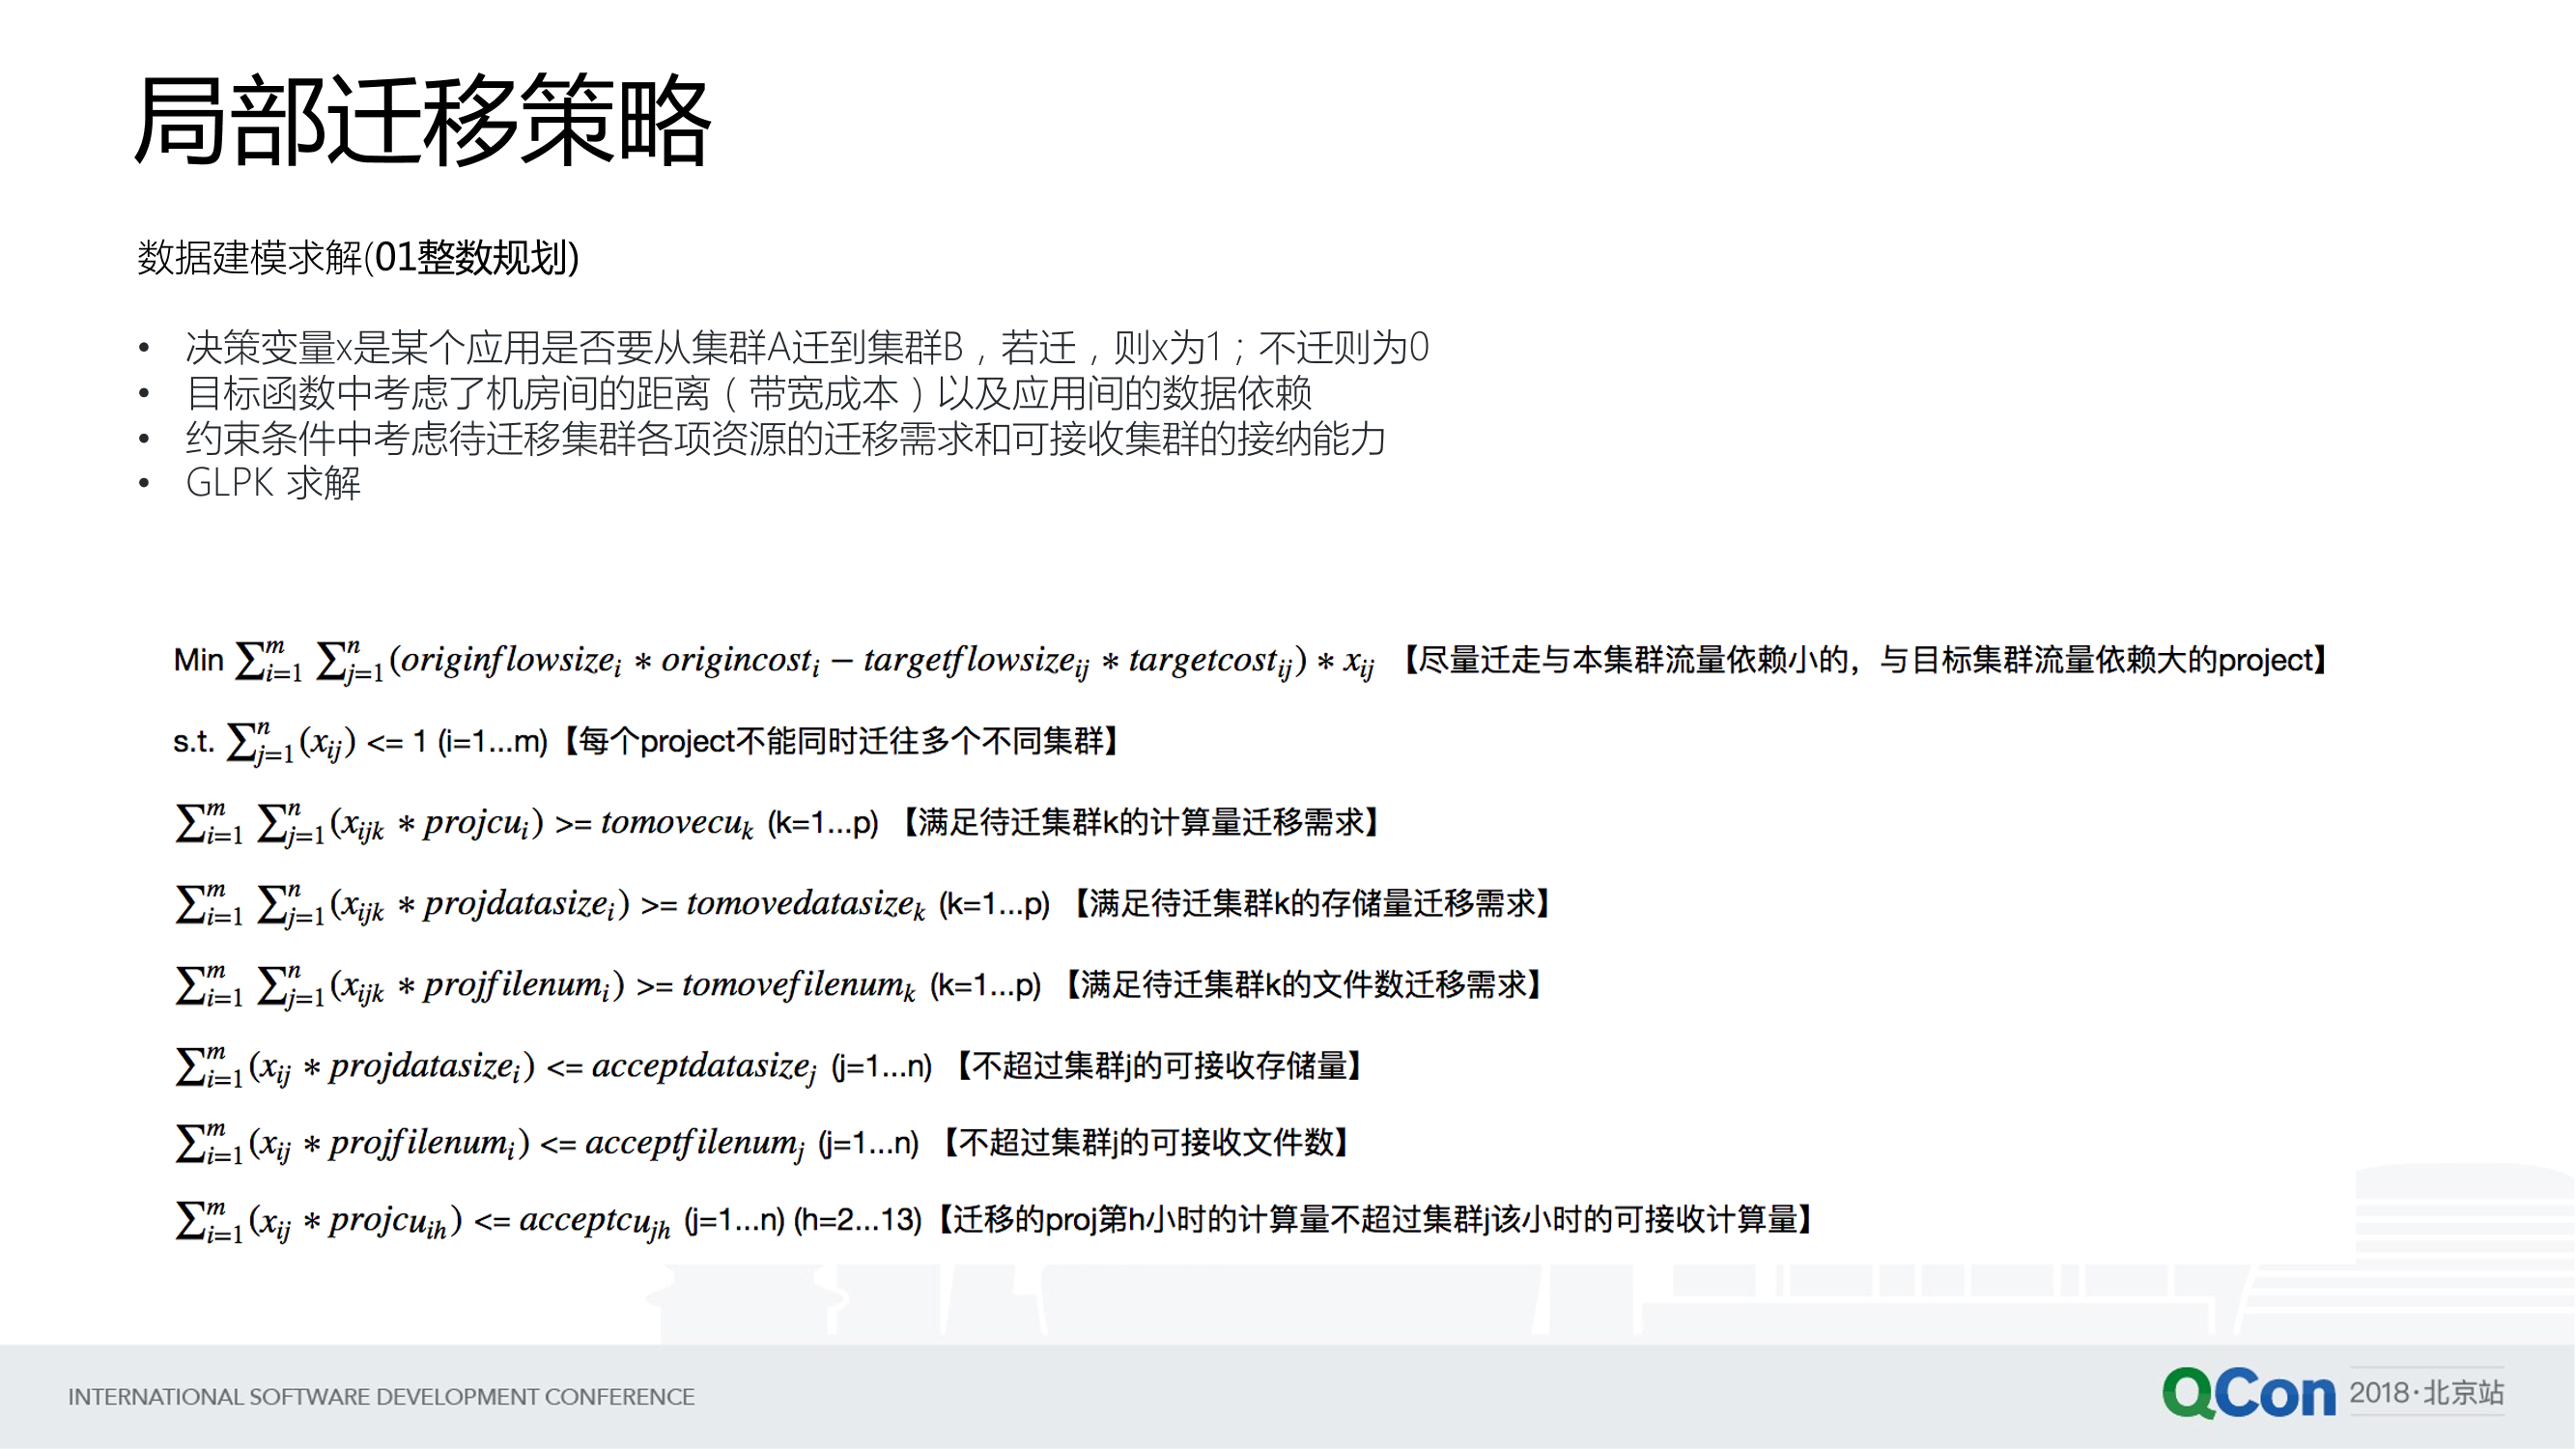 局部迁移策略
数据建模求解(01整数规划)
• 决策变量x是某个应用是否要从集群A迁到集群B，若迁，则x为1；不迁则为0
• 目标函数中考虑了机房间的距离（带宽成本）以及应用间的数据依赖
• 约束条件中考虑待迁移集群各项资源的迁移需求和可接收集群的接纳能力
• GLPK 求解
Min $\sum_{i=1}^{m} \sum_{j=1}^{n} (originflowsize_i * origincost_i - targetflowsize_{ij} * targetcost_{ij}) * x_{ij}$ 【尽量迁走与本集群流量依赖小的，与目标集群流量依赖大的project】
s.t. $\sum_{j=1}^{n} (x_{ij})$ <= 1 (i=1...m)【每个project不能同时迁往多个不同集群】
$\sum_{i=1}^{m} \sum_{j=1}^{n} (x_{ijk} * projcu_i)$ >= $tomovecu_k$ (k=1...p) 【满足待迁集群k的计算量迁移需求】
$\sum_{i=1}^{m} \sum_{j=1}^{n} (x_{ijk} * projdatasize_i)$ >= $tomovedatasize_k$ (k=1...p) 【满足待迁集群k的存储量迁移需求】
$\sum_{i=1}^{m} \sum_{j=1}^{n} (x_{ijk} * projfilenum_i)$ >= $tomovefilenum_k$ (k=1...p) 【满足待迁集群k的文件数迁移需求】
$\sum_{i=1}^{m} (x_{ij} * projdatasize_i)$ <= $acceptdatasize_j$ (j=1...n) 【不超过集群j的可接收存储量】
$\sum_{i=1}^{m} (x_{ij} * projfilenum_i)$ <= $acceptfilenum_j$ (j=1...n) 【不超过集群j的可接收文件数】
$\sum_{i=1}^{m} (x_{ij} * projcu_{ih})$ <= $acceptcu_{jh}$ (j=1...n) (h=2...13)【迁移的proj第h小时的计算量不超过集群j该小时的可接收计算量】
INTERNATIONAL SOFTWARE DEVELOPMENT CONFERENCE
QCon 2018·北京站